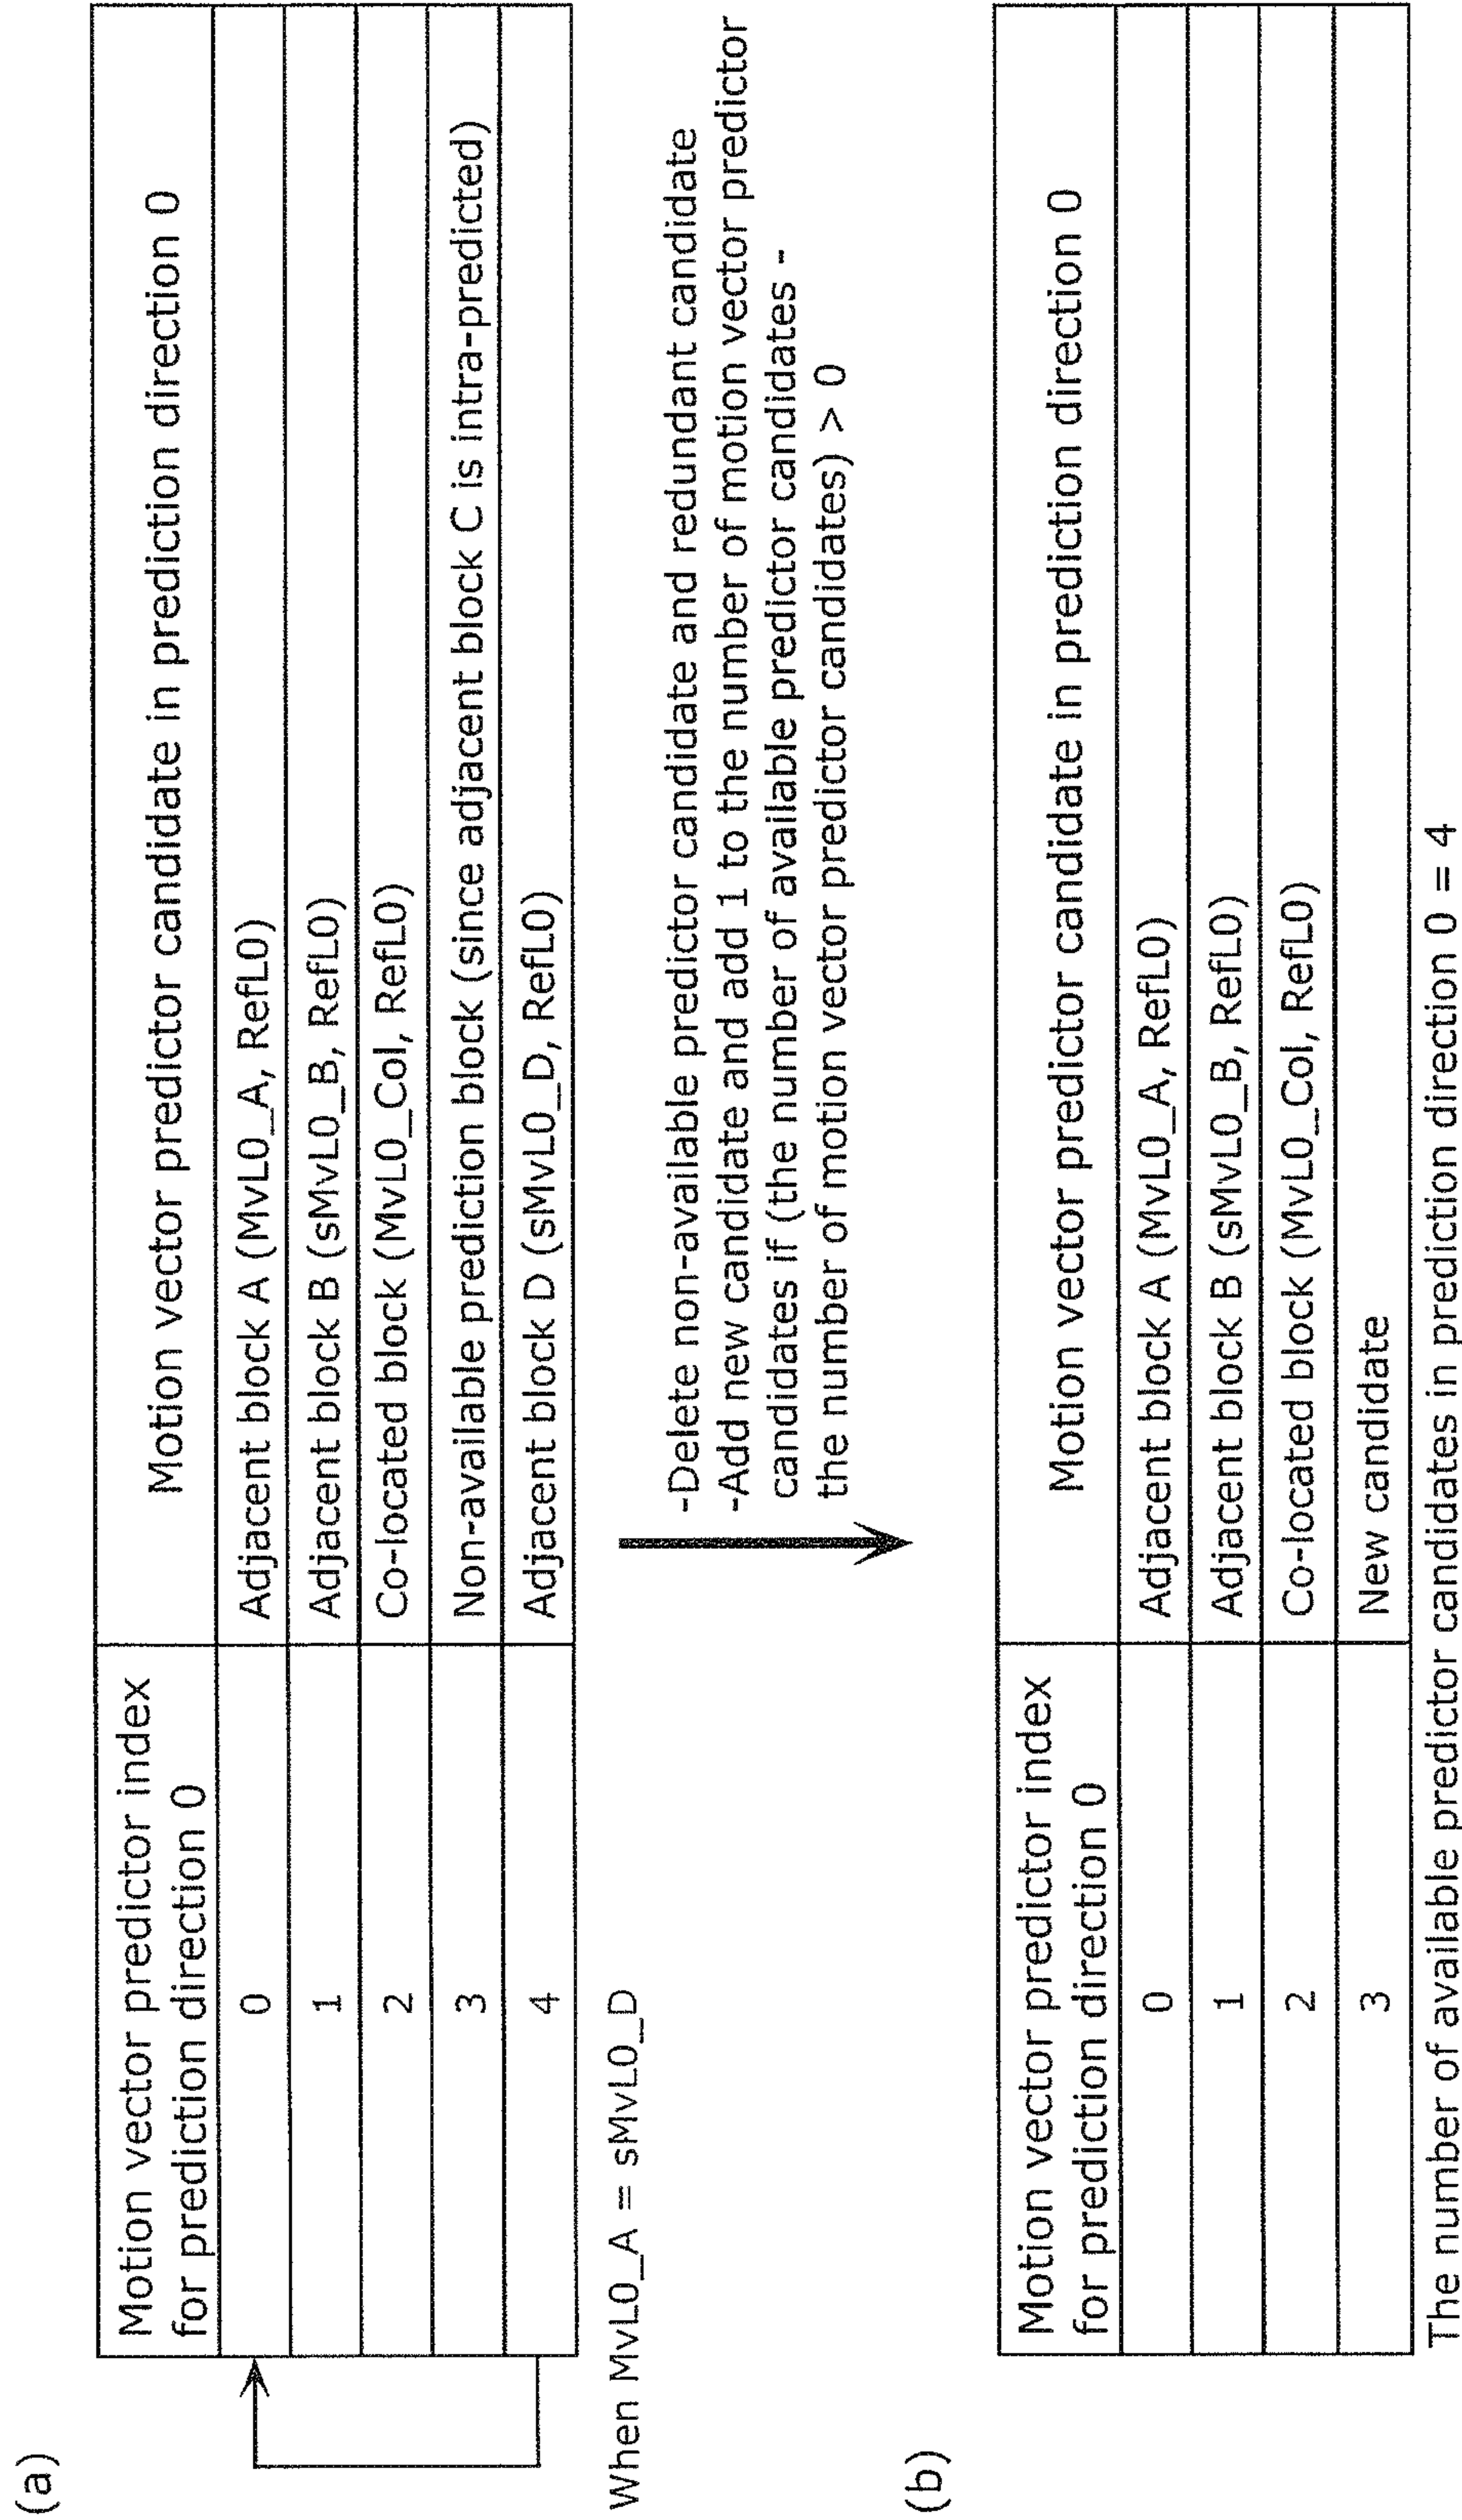 (a)
Motion vector predictor index
for prediction direction 0
Motion vector predictor candidate in prediction direction 0
0
Adjacent block A (MvL0_A, RefL0)
1
Adjacent block B (sMvL0_B, RefL0)
2
Co-located block (MvL0_Col, RefL0)
3
Non-available prediction block (since adjacent block C is intra-predicted)
4
Adjacent block D (sMvL0_D, RefL0)
When MvL0_A = sMvL0_D
-Delete non-available predictor candidate and redundant candidate
-Add new candidate and add 1 to the number of motion vector predictor
candidates if (the number of available predictor candidates -
the number of motion vector predictor candidates) > 0
(b)
Motion vector predictor index
for prediction direction 0
Motion vector predictor candidate in prediction direction 0
0
Adjacent block A (MvL0_A, RefL0)
1
Adjacent block B (sMvL0_B, RefL0)
2
Co-located block (MvL0_Col, RefL0)
3
New candidate
The number of available predictor candidates in prediction direction 0 = 4